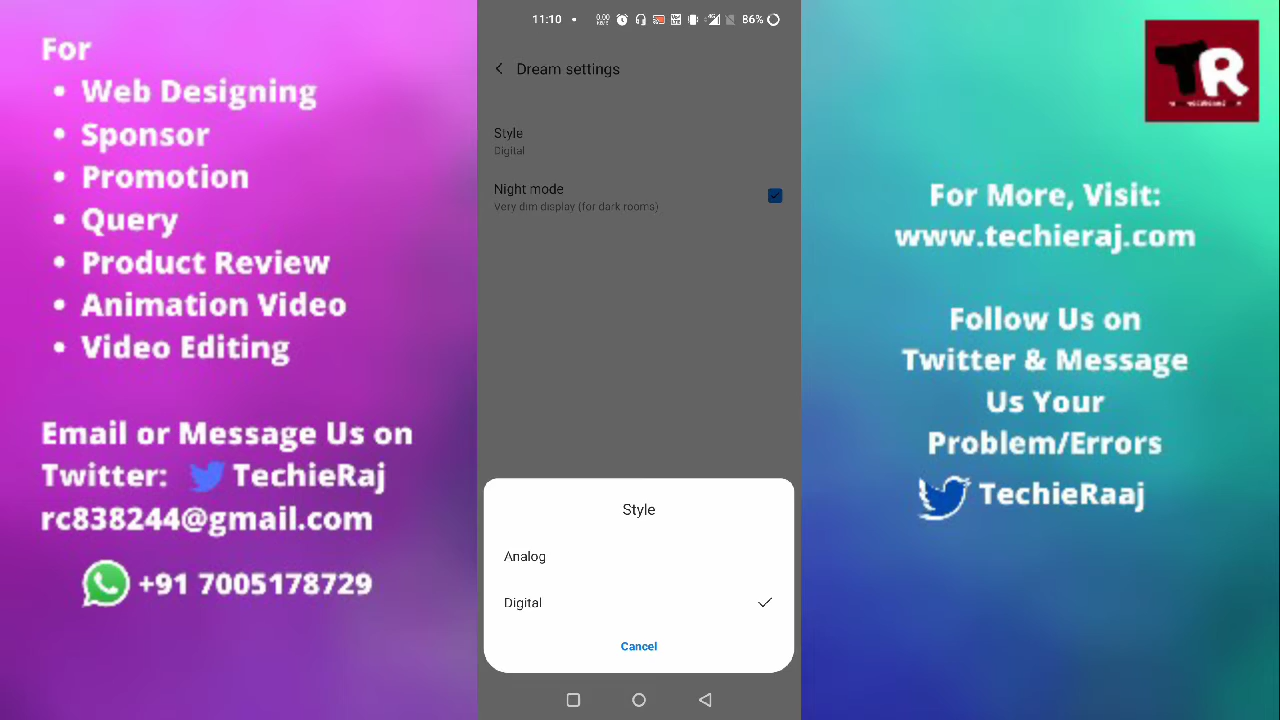 For
• Web Designing
• Sponsor
• Promotion
• Query
• Product Review
• Animation Video
• Video Editing
Email or Message Us on
Twitter: TechieRaj
rc838244@gmail.com
+91 7005178729
11:10 • 0.00 KB/S 86%
Dream settings
Style
Digital
Night mode
Very dim display (for dark rooms)
Style
Analog
Digital
Cancel
TR
For More, Visit:
www.techieraj.com
Follow Us on
Twitter & Message
Us Your
Problem/Errors
TechieRaaj